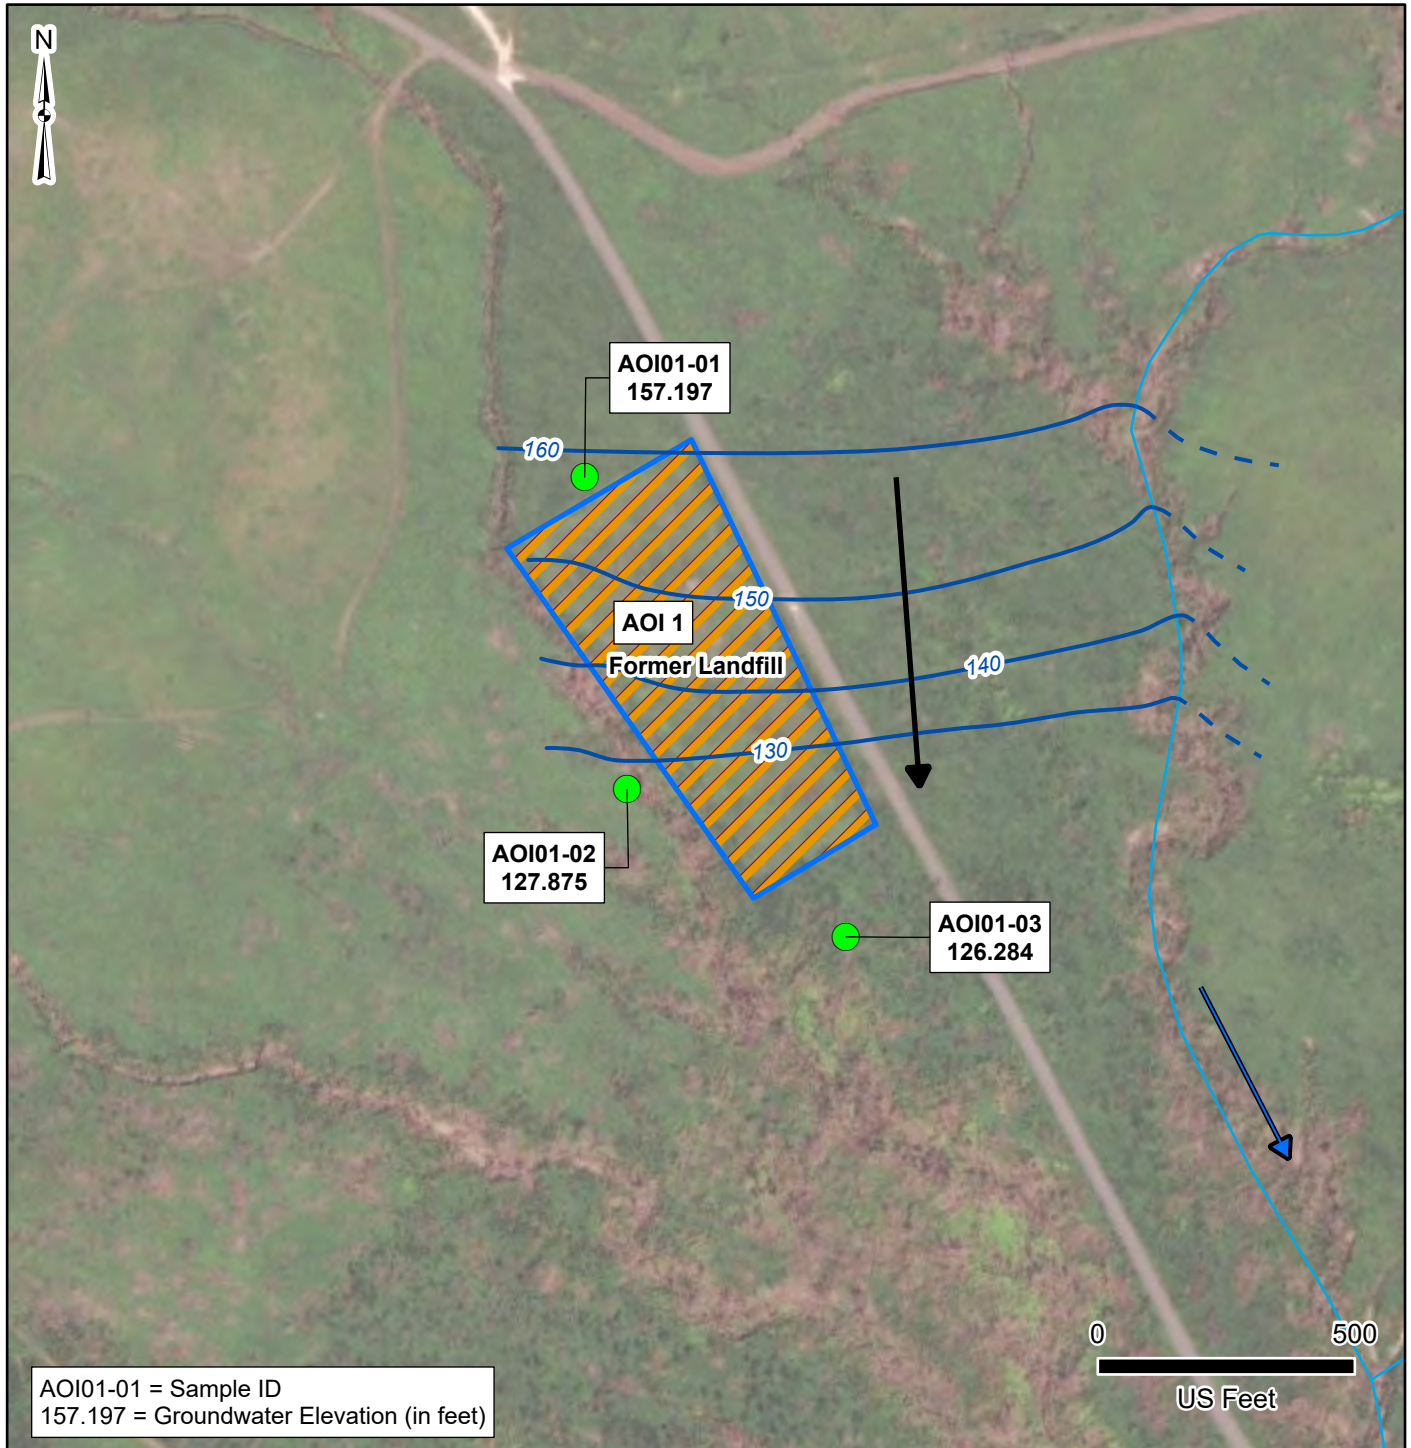 N
AOI01-01
157.197
160
150
AOI 1
Former Landfill
140
130
AOI01-02
127.875
AOI01-03
126.284
0 500
US Feet
AOI01-01 = Sample ID
157.197 = Groundwater Elevation (in feet)